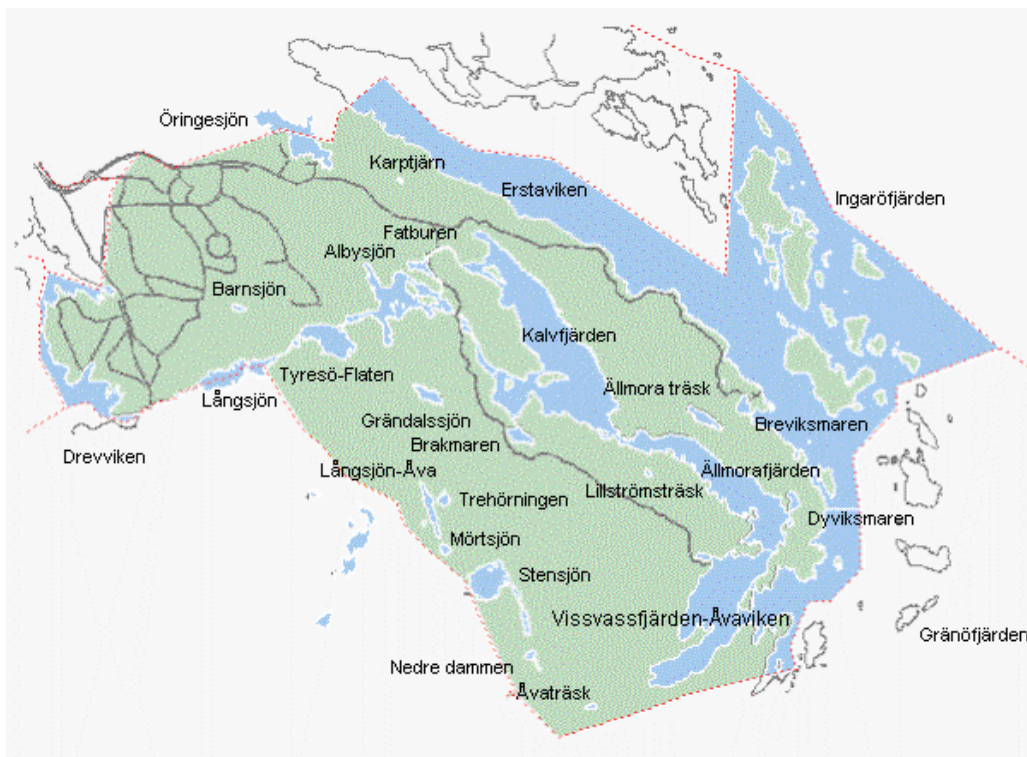 Öringesjön
Karptjärn
Erstaviken
Ingaröfjärden
Fatburen
Albysjön
Barnsjön
Kalvfjärden
Tyresö-Flaten
Långsjön
Ällmora träsk
Grändalssjön
Breviksmaren
Brakmaren
Drevviken
Långsjön-Åva
Ällmorafjärden
Lillströmsträsk
Trehörningen
Dyviksmaren
Mörtsjön
Stensjön
Vissvassfjärden-Åvaviken
Gränöfjärden
Nedre dammen
Åvaträsk